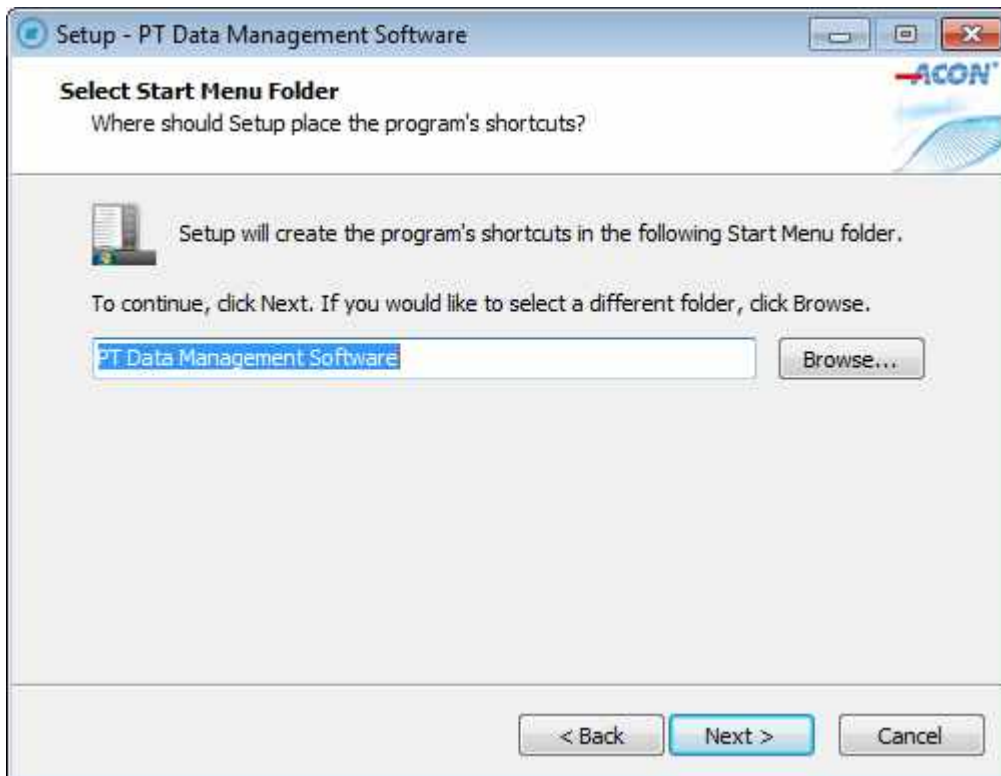 Setup - PT Data Management Software
ACON
Select Start Menu Folder
Where should Setup place the program's shortcuts?
Setup will create the program's shortcuts in the following Start Menu folder.
To continue, click Next. If you would like to select a different folder, click Browse.
PT Data Management Software
Browse...
< Back
Next >
Cancel